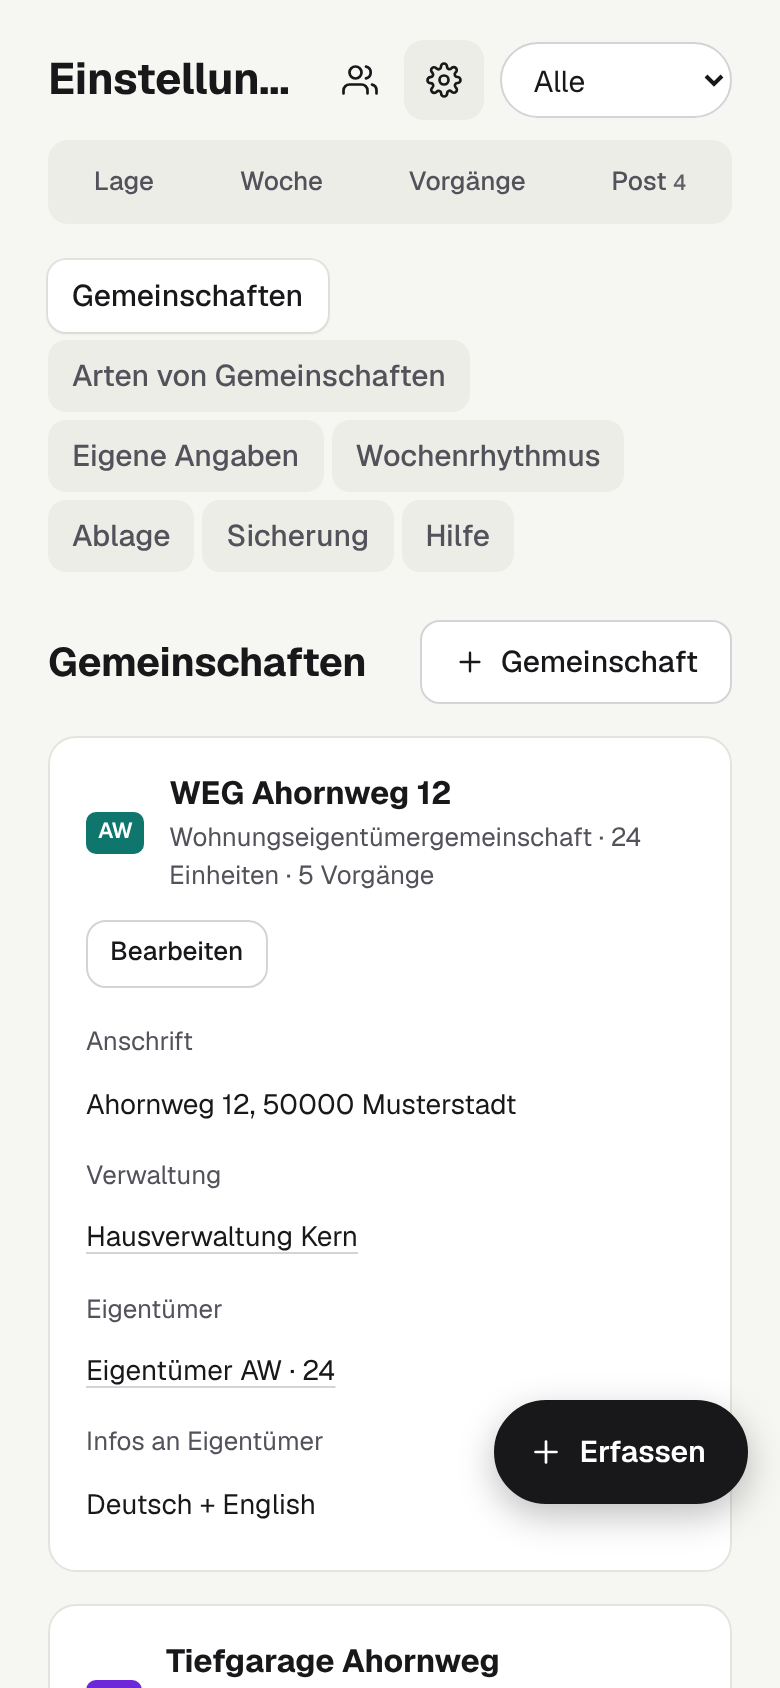 Einstellun...
Alle
Lage Woche Vorgänge Post 4
Gemeinschaften
Arten von Gemeinschaften
Eigene Angaben Wochenrhythmus
Ablage Sicherung Hilfe
Gemeinschaften
+ Gemeinschaft
AW
WEG Ahornweg 12
Wohnungseigentümergemeinschaft · 24
Einheiten · 5 Vorgänge
Bearbeiten
Anschrift
Ahornweg 12, 50000 Musterstadt
Verwaltung
Hausverwaltung Kern
Eigentümer
Eigentümer AW · 24
Infos an Eigentümer
Deutsch + English
+ Erfassen
Tiefgarage Ahornweg